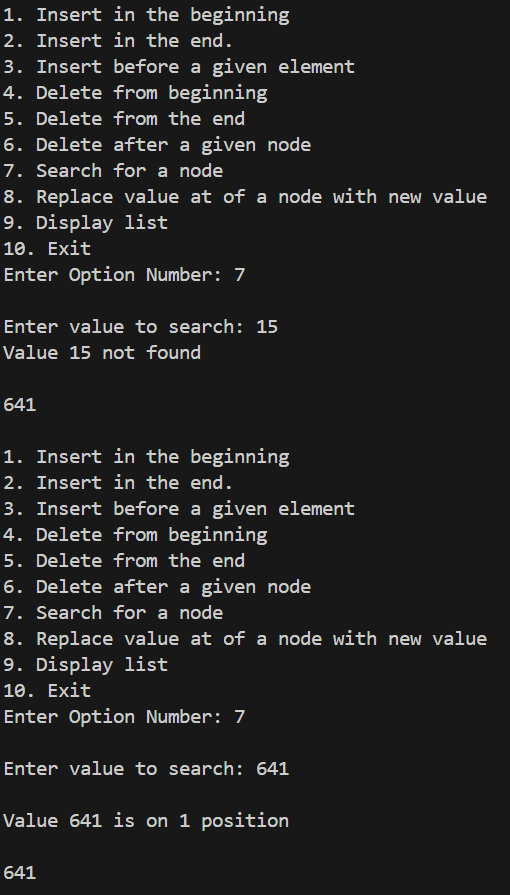 1. Insert in the beginning
2. Insert in the end.
3. Insert before a given element
4. Delete from beginning
5. Delete from the end
6. Delete after a given node
7. Search for a node
8. Replace value at of a node with new value
9. Display list
10. Exit
Enter Option Number: 7
Enter value to search: 15
Value 15 not found
641
1. Insert in the beginning
2. Insert in the end.
3. Insert before a given element
4. Delete from beginning
5. Delete from the end
6. Delete after a given node
7. Search for a node
8. Replace value at of a node with new value
9. Display list
10. Exit
Enter Option Number: 7
Enter value to search: 641
Value 641 is on 1 position
641